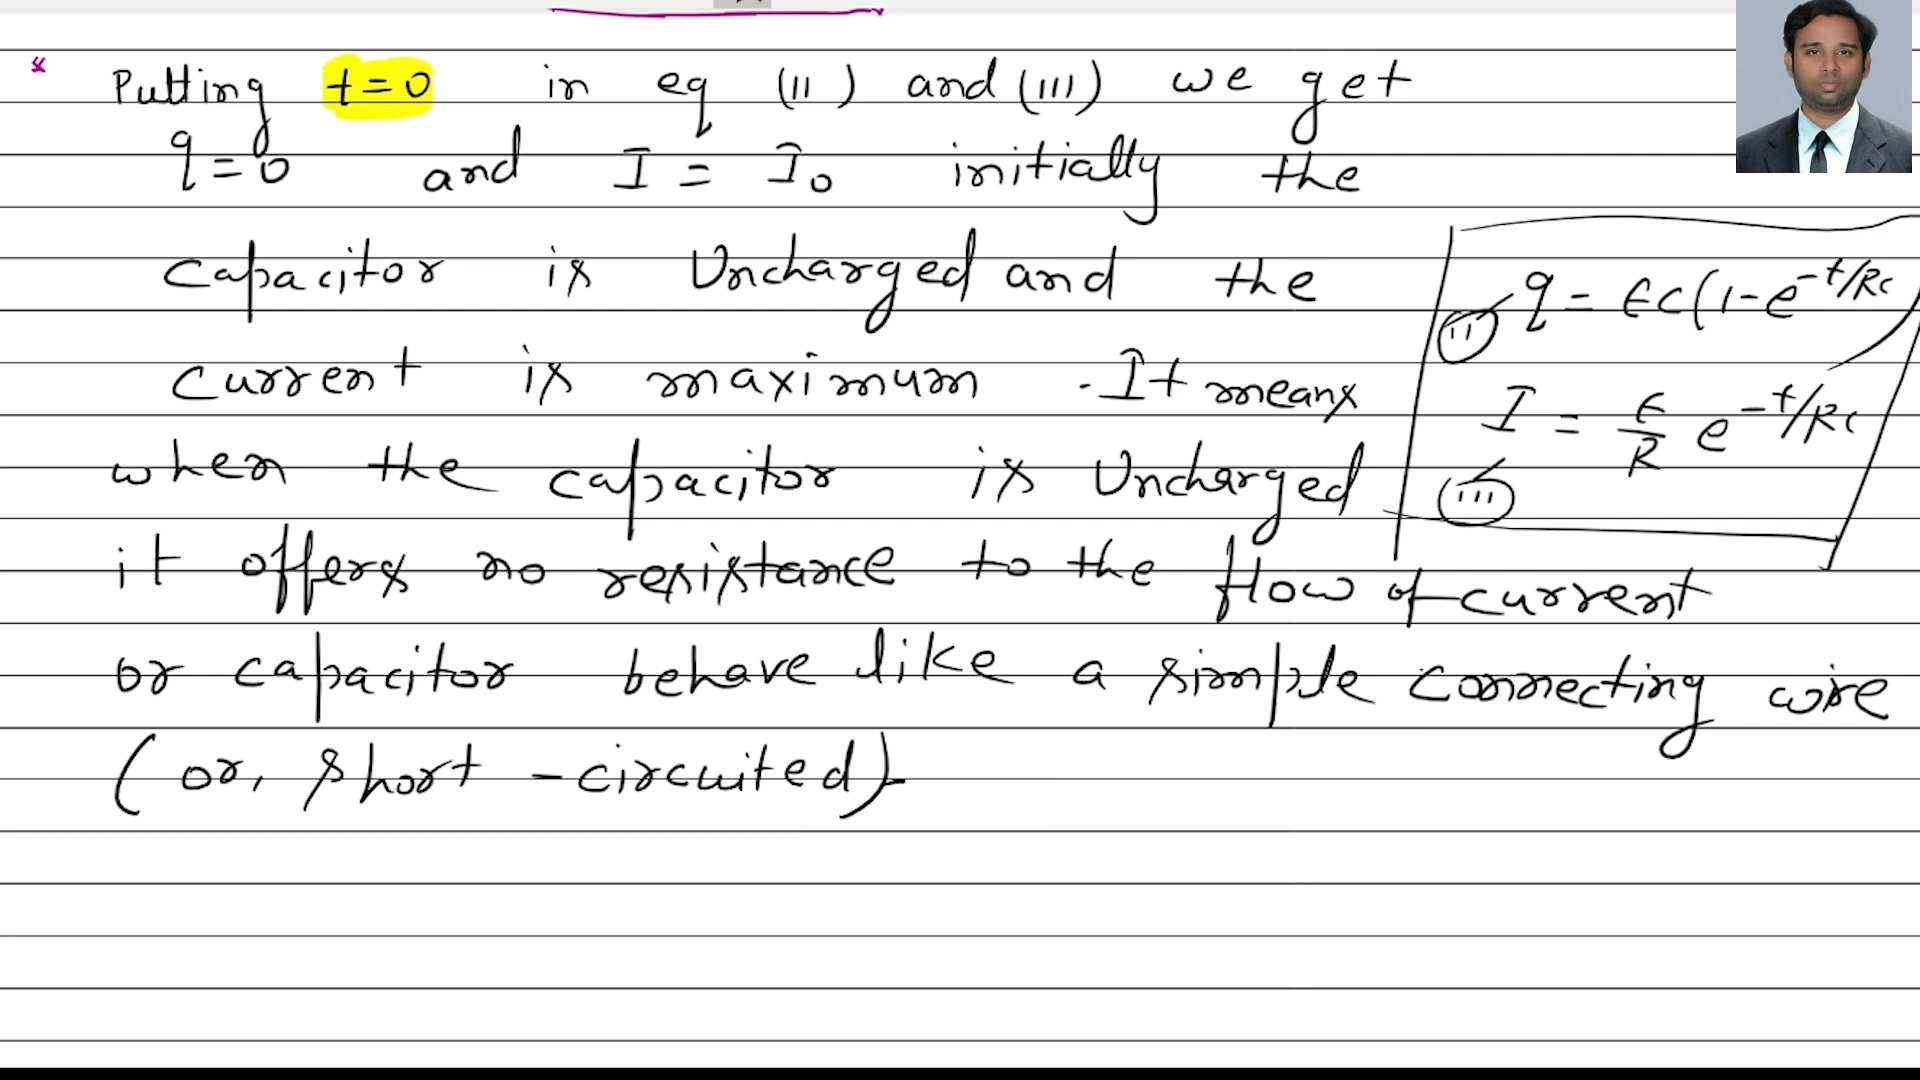 * Putting t=0 in eq (II) and (III) we get
q=0 and I = I₀ initially the
capacitor is Uncharged and the
current is maximum . It means
when the capacitor is Uncharged
it offers no resistance to the flow of current
or capacitor behave like a simple connecting wire
(or, short-circuited)
(II) q = EC(1-e^-t/RC)
I = E/R e^-t/RC
(III)